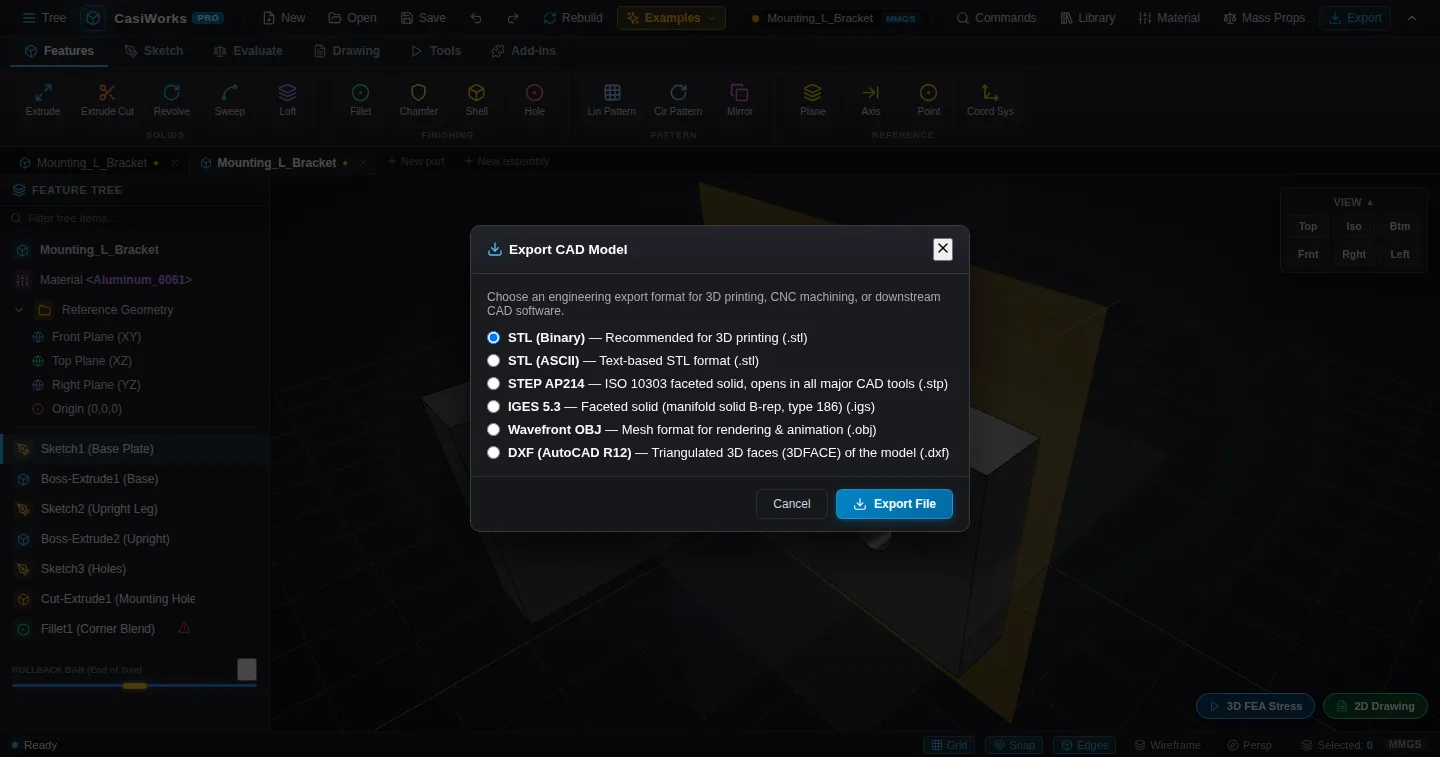 Tree
CasiWorks PRO
New
Open
Save
Rebuild
Examples
Mounting_L_Bracket MMGS
Commands
Library
Material
Mass Props
Export
Features
Sketch
Evaluate
Drawing
Tools
Add-ins
Extrude
Extrude Cut
Revolve
Sweep
Loft
SOLIDS
Fillet
Chamfer
Shell
Hole
FINISHING
Lin Pattern
Cir Pattern
Mirror
PATTERN
Plane
Axis
Point
Coord Sys
REFERENCE
Mounting_L_Bracket
Mounting_L_Bracket
New part
New assembly
FEATURE TREE
Filter tree items...
Mounting_L_Bracket
Material <Aluminum_6061>
Reference Geometry
Front Plane (XY)
Top Plane (XZ)
Right Plane (YZ)
Origin (0,0,0)
Sketch1 (Base Plate)
Boss-Extrude1 (Base)
Sketch2 (Upright Leg)
Boss-Extrude2 (Upright)
Sketch3 (Holes)
Cut-Extrude1 (Mounting Hole
Fillet1 (Corner Blend)
ROLLBACK BAR (End of Tree)
VIEW
Top
Iso
Btm
Frnt
Rght
Left
Export CAD Model
Choose an engineering export format for 3D printing, CNC machining, or downstream
CAD software.
STL (Binary) — Recommended for 3D printing (.stl)
STL (ASCII) — Text-based STL format (.stl)
STEP AP214 — ISO 10303 faceted solid, opens in all major CAD tools (.stp)
IGES 5.3 — Faceted solid (manifold solid B-rep, type 186) (.igs)
Wavefront OBJ — Mesh format for rendering & animation (.obj)
DXF (AutoCAD R12) — Triangulated 3D faces (3DFACE) of the model (.dxf)
Cancel
Export File
3D FEA Stress
2D Drawing
Ready
Grid
Snap
Edges
Wireframe
Persp
Selected: 0
MMGS